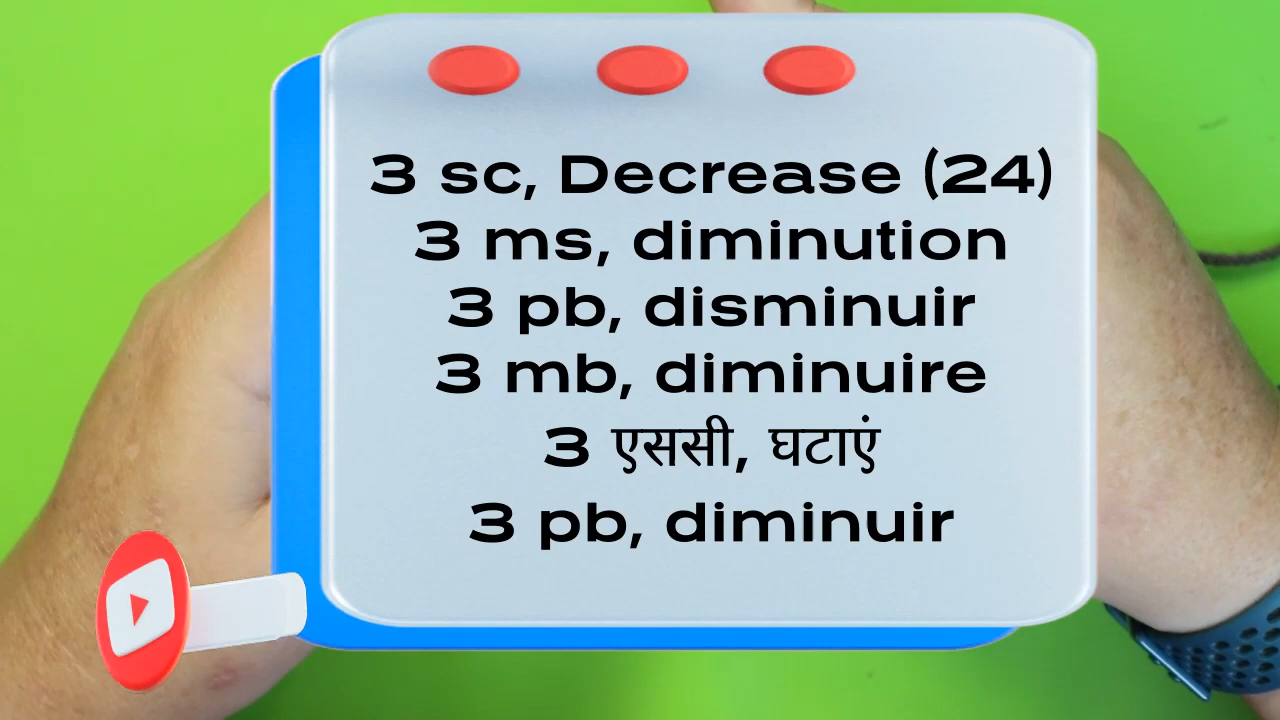 3 sc, Decrease (24)
3 ms, diminution
3 pb, disminuir
3 mb, diminuire
3 एससी, घटाएं
3 pb, diminuir